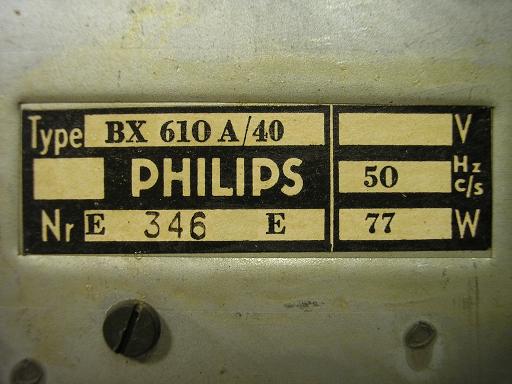 Type BX 610 A/40 V
PHILIPS 50 Hz c/s
Nr E 346 E 77 W